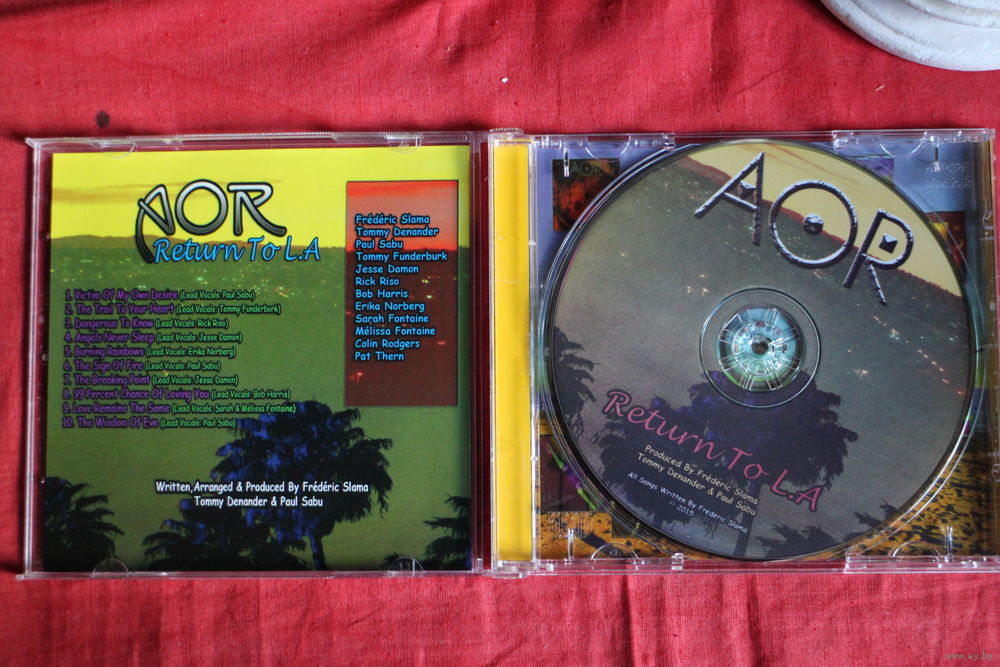 AOR
Return To L.A
1. Victim Of My Own Desire (Lead Vocals: Paul Sabu)
2. The Trail To Your Heart (Lead Vocals: Tommy Funderburk)
3. Dangerous To Know (Lead Vocals: Rick Riso)
4. Angels Never Sleep (Lead Vocals: Jesse Damon)
5. Burning Rainbows (Lead Vocals: Erika Norberg)
6. The Sign Of Fire (Lead Vocals: Paul Sabu)
7. The Breaking Point (Lead Vocals: Jesse Damon)
8. 99 Percent Chance Of Loving You (Lead Vocals: Bob Harris)
9. Love Remains The Same (Lead Vocals: Sarah & Mélissa Fontaine)
10. The Wisdom Of Eve (Lead Vocals: Paul Sabu)
Frédéric Slama
Tommy Denander
Paul Sabu
Tommy Funderburk
Jesse Damon
Rick Riso
Bob Harris
Erika Norberg
Sarah Fontaine
Mélissa Fontaine
Colin Rodgers
Pat Thern
Written,Arranged & Produced By Frédéric Slama
Tommy Denander & Paul Sabu
AOR
AOR
Return To L.A
Produced By Frédéric Slama
Tommy Denander & Paul Sabu
All Songs Written By Frédéric Slama
2015
www.ay.by